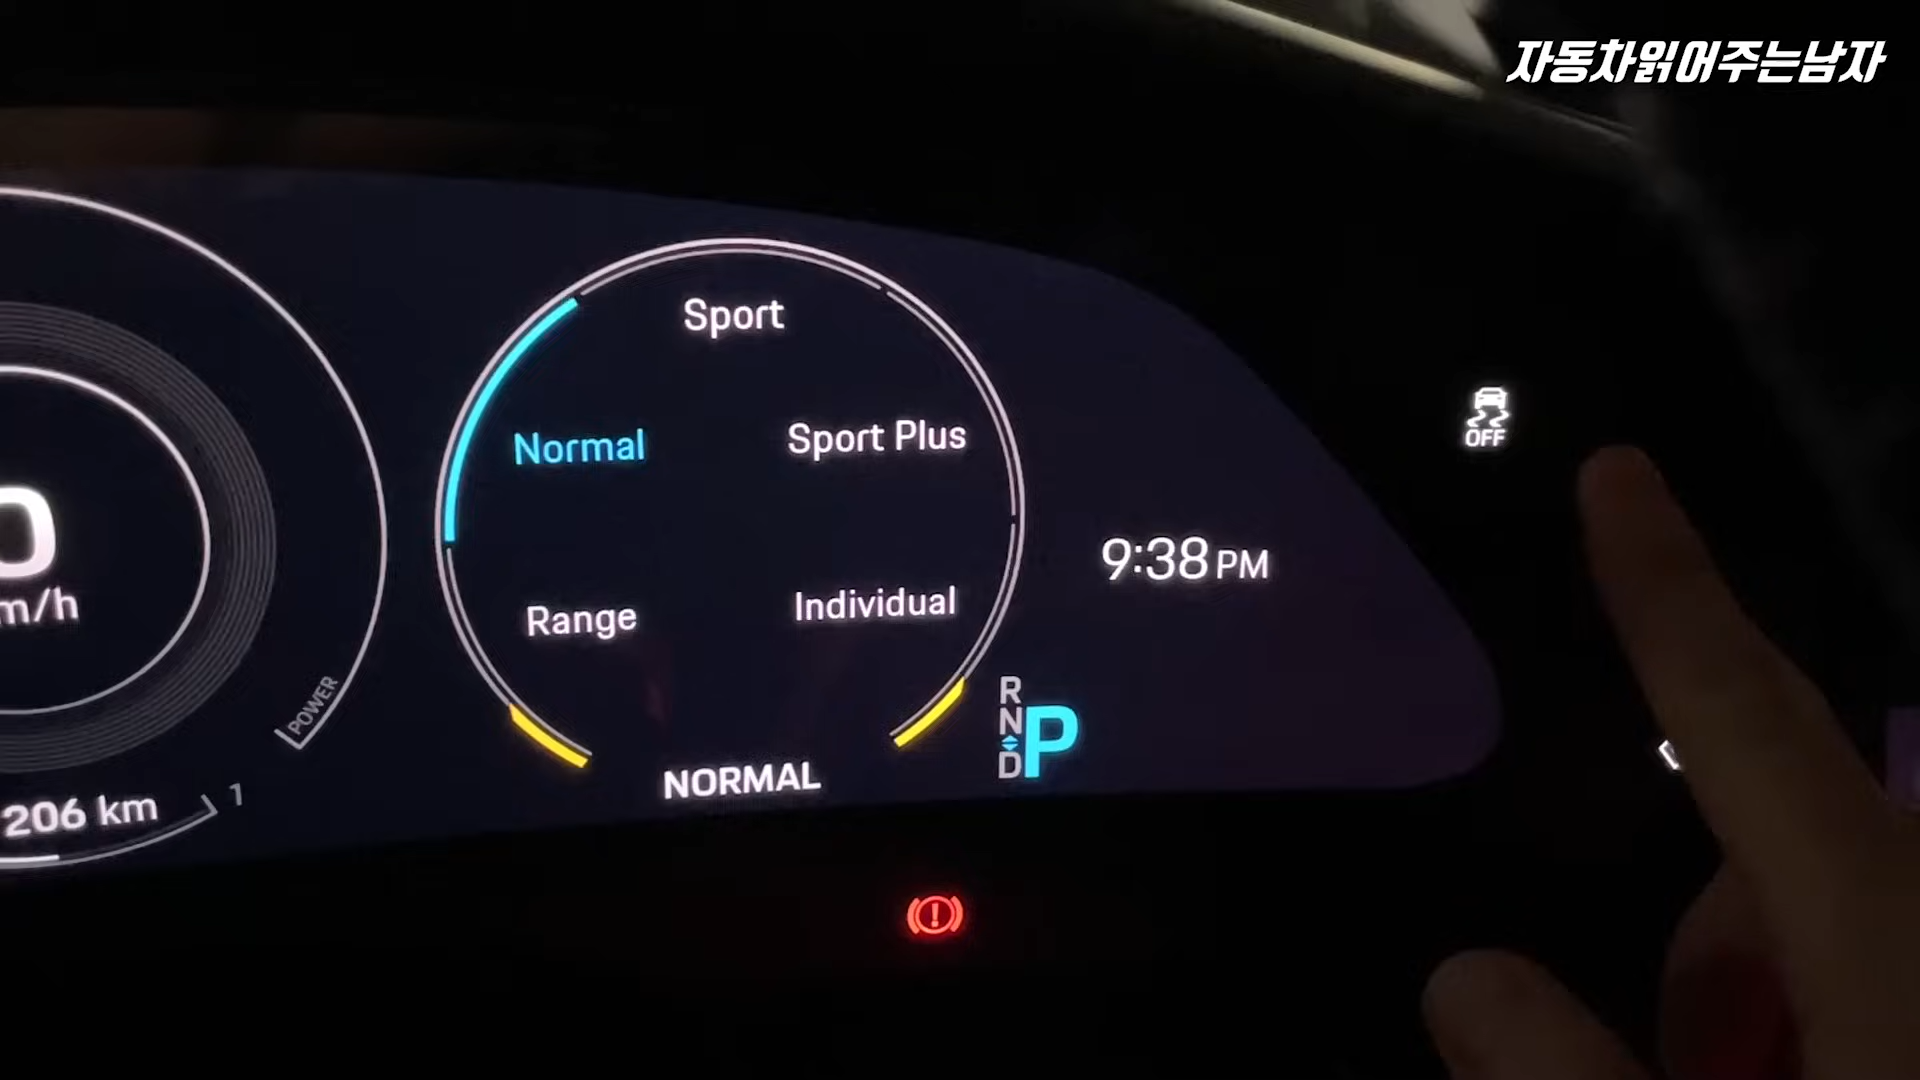 자동차읽어주는남자
Sport
Normal
Sport Plus
OFF
0
9:38 PM
m/h
Range
Individual
POWER
R
N
D
P
206 km
1
NORMAL